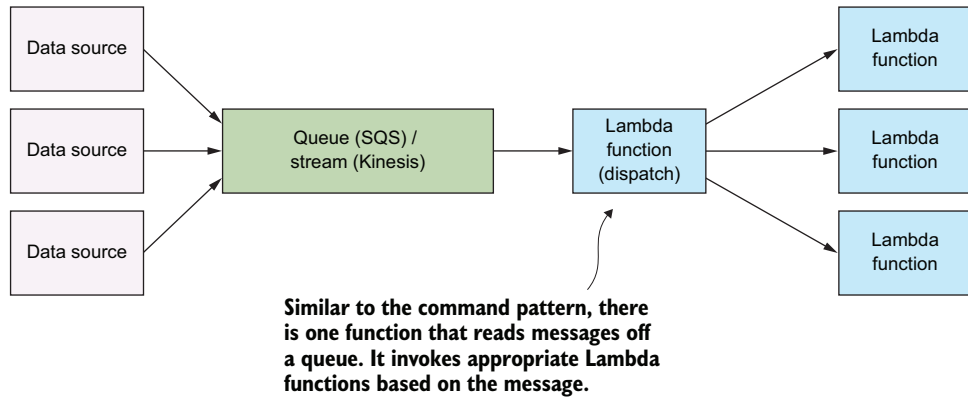 Data source
Data source
Data source
Queue (SQS) /
stream (Kinesis)
Lambda
function
(dispatch)
Lambda
function
Lambda
function
Lambda
function
Similar to the command pattern, there
is one function that reads messages off
a queue. It invokes appropriate Lambda
functions based on the message.